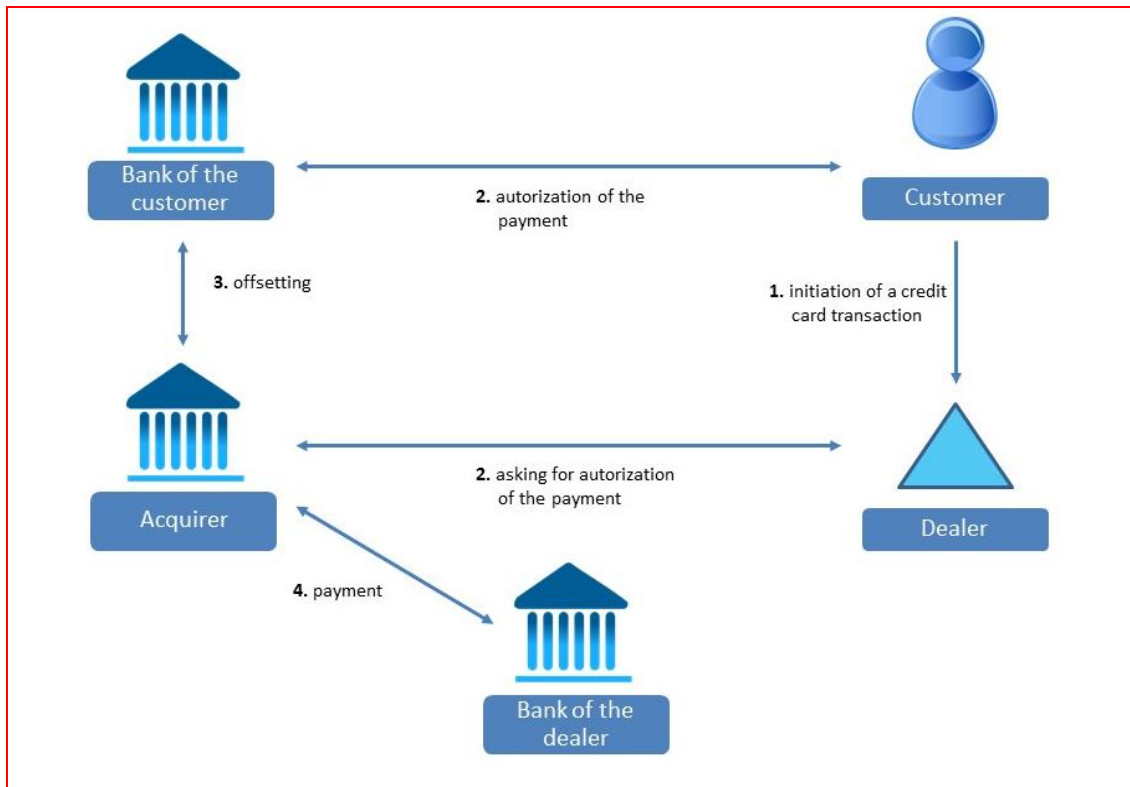 Bank of the
customer
2. autorization of the
payment
Customer
3. offsetting
1. initiation of a credit
card transaction
Acquirer
2. asking for autorization
of the payment
Dealer
4. payment
Bank of the
dealer